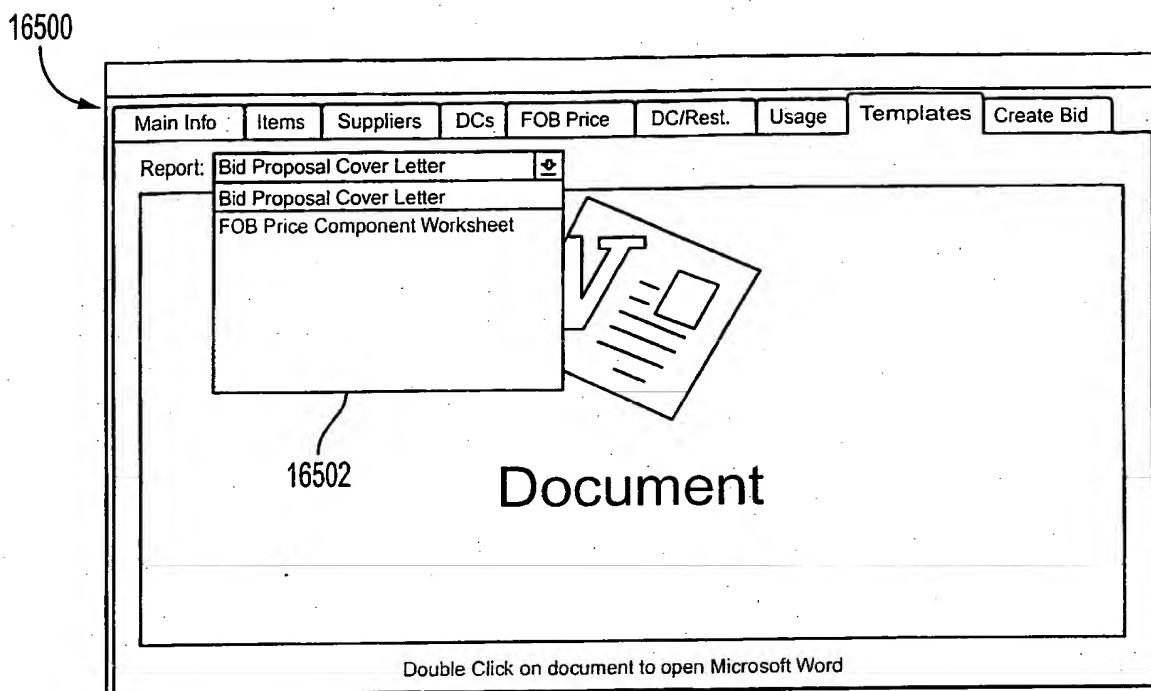 16500
Main Info Items Suppliers DCs FOB Price DC/Rest. Usage Templates Create Bid
Report: Bid Proposal Cover Letter
Bid Proposal Cover Letter
FOB Price Component Worksheet
W
16502
Document
Double Click on document to open Microsoft Word